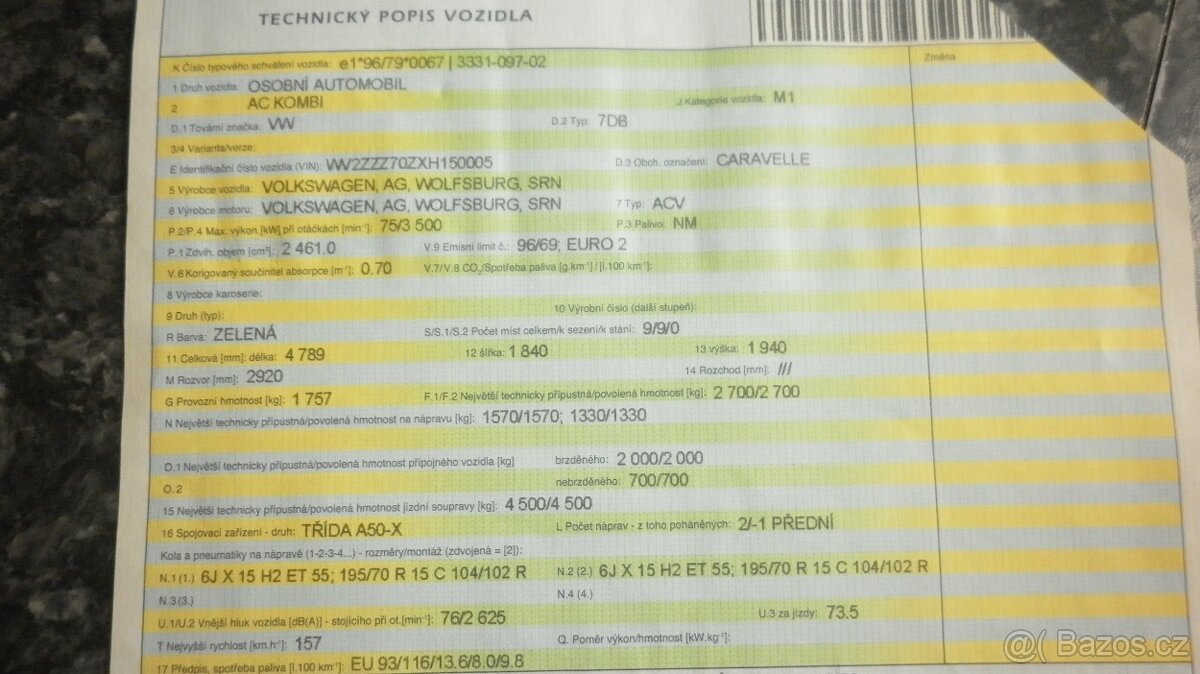 TECHNICKÝ POPIS VOZIDLA
K Číslo typového schválení vozidla: e1*96/79*0067 | 3331-097-02 Změna
1 Druh vozidla: OSOBNÍ AUTOMOBIL
2 AC KOMBI J Kategorie vozidla: M1
D.1 Tovární značka: VW D.2 Typ: 7DB
3/4 Varianta/verze:
E Identifikační číslo vozidla (VIN): WV2ZZZ70ZXH150005 D.3 Obch. označení: CARAVELLE
5 Výrobce vozidla: VOLKSWAGEN, AG, WOLFSBURG, SRN
6 Výrobce motoru: VOLKSWAGEN, AG, WOLFSBURG, SRN 7 Typ: ACV
P.2/P.4 Max. výkon [kW] při otáčkách [min⁻¹]: 75/3 500 P.3 Palivo: NM
P.1 Zdvih. objem [cm³]: 2 461.0 V.9 Emisní limit č.: 96/69; EURO 2
V.6 Korigovaný součinitel absorpce [m⁻¹]: 0.70 V.7/V.8 CO₂/Spotřeba paliva [g.km⁻¹] / [l.100 km⁻¹]:
8 Výrobce karoserie:
9 Druh (typ): 10 Výrobní číslo (další stupeň):
R Barva: ZELENÁ S/S.1/S.2 Počet míst celkem/k sezení/k stání: 9/9/0
11 Celková [mm]: délka: 4 789 12 šířka: 1 840 13 výška: 1 940
M Rozvor [mm]: 2920 14 Rozchod [mm]: ///
G Provozní hmotnost [kg]: 1 757 F.1/F.2 Největší technicky přípustná/povolená hmotnost [kg]: 2 700/2 700
N Největší technicky přípustná/povolená hmotnost na nápravu [kg]: 1570/1570; 1330/1330
O.1 Největší technicky přípustná/povolená hmotnost přípojného vozidla [kg] brzděného: 2 000/2 000
O.2 nebrzděného: 700/700
15 Největší technicky přípustná/povolená hmotnost jízdní soupravy [kg]: 4 500/4 500
16 Spojovací zařízení - druh: TŘÍDA A50-X L Počet náprav - z toho poháněných: 2/-1 PŘEDNÍ
Kola a pneumatiky na nápravě (1-2-3-4...) - rozměry/montáž (zdvojená = [2]):
N.1 (1.) 6J X 15 H2 ET 55; 195/70 R 15 C 104/102 R N.2 (2.) 6J X 15 H2 ET 55; 195/70 R 15 C 104/102 R
N.3 (3.) N.4 (4.)
U.1/U.2 Vnější hluk vozidla [dB(A)] - stojícího při ot.[min⁻¹]: 76/2 625 U.3 za jízdy: 73.5
T Nejvyšší rychlost [km.h⁻¹]: 157 Q. Poměr výkon/hmotnost [kW.kg⁻¹]:
17 Předpis, spotřeba paliva [l.100 km⁻¹]: EU 93/116/13.6/8.0/9.8
@( Bazos.cz